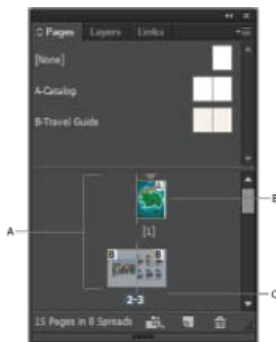 Pages Layers Links
[None]
A-Catalog
B-Travel Guide
A
A
B
[1]
B B
C
2-3
15 Pages in 8 Spreads